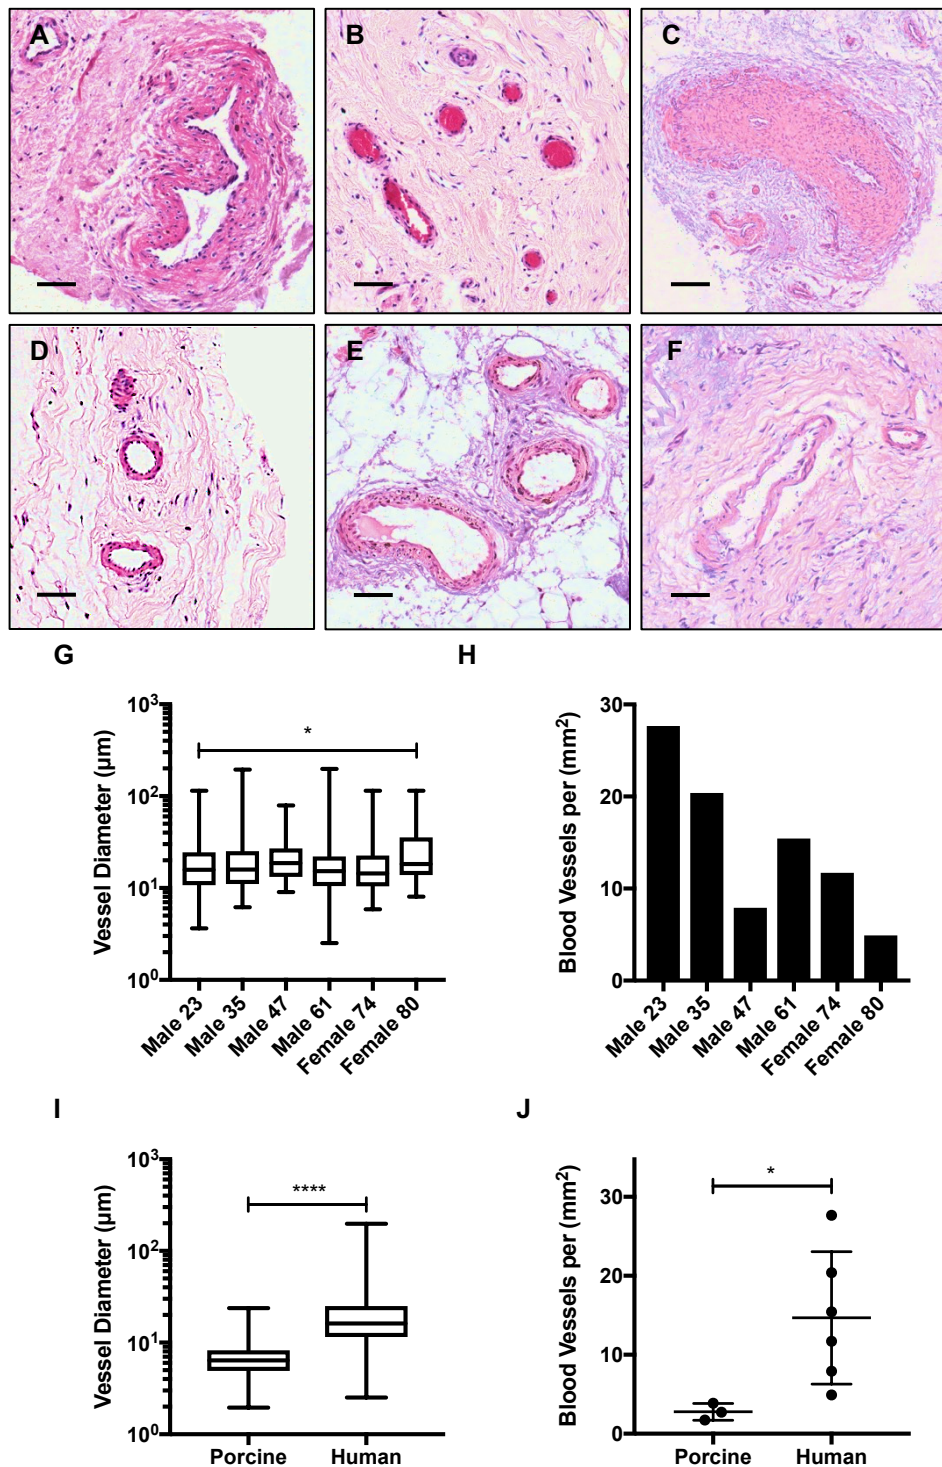 A
B
C
D
E
F
G
H
Vessel Diameter (µm)
10³
10²
10¹
10⁰
*
Male 23
Male 35
Male 47
Male 61
Female 74
Female 80
Blood Vessels per (mm²)
30
20
10
0
Male 23
Male 35
Male 47
Male 61
Female 74
Female 80
I
J
Vessel Diameter (µm)
10³
10²
10¹
10⁰
****
Porcine
Human
Blood Vessels per (mm²)
30
20
10
0
*
Porcine
Human